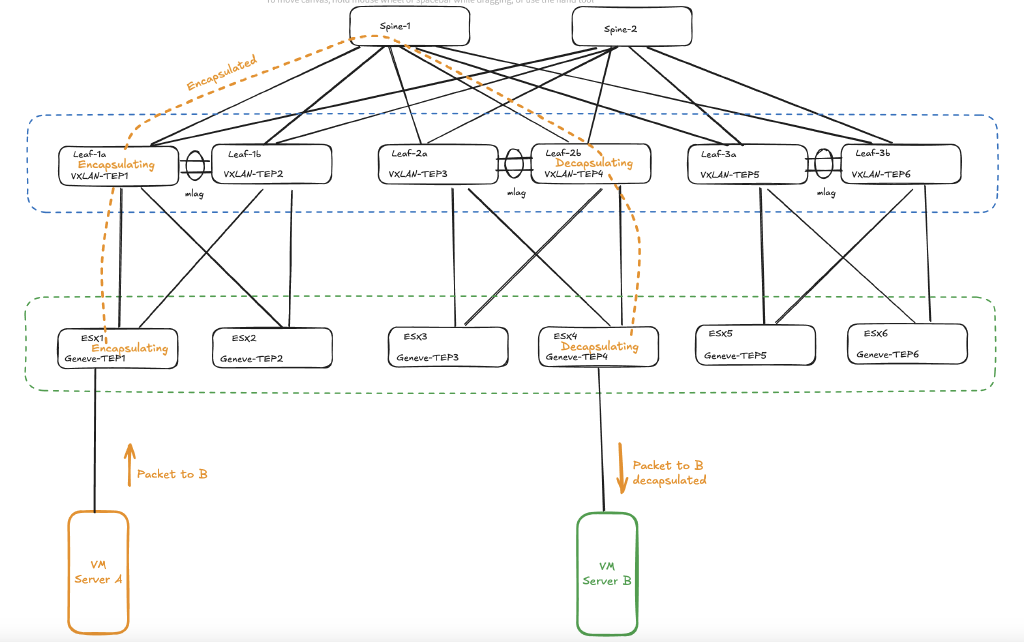 To move canvas, hold mouse wheel or spacebar while dragging, or use the hand tool
Spine-1
Spine-2
Encapsulated
Leaf-1a
Encapsulating
VXLAN-TEP1
Leaf-1b
VXLAN-TEP2
mlag
Leaf-2a
VXLAN-TEP3
Leaf-2b
Decapsulating
VXLAN-TEP4
mlag
Leaf-3a
VXLAN-TEP5
Leaf-3b
VXLAN-TEP6
mlag
ESX1
Encapsulating
Geneve-TEP1
ESX2
Geneve-TEP2
ESX3
Geneve-TEP3
ESX4
Decapsulating
Geneve-TEP4
ESX5
Geneve-TEP5
ESX6
Geneve-TEP6
Packet to B
Packet to B
decapsulated
VM
Server A
VM
Server B